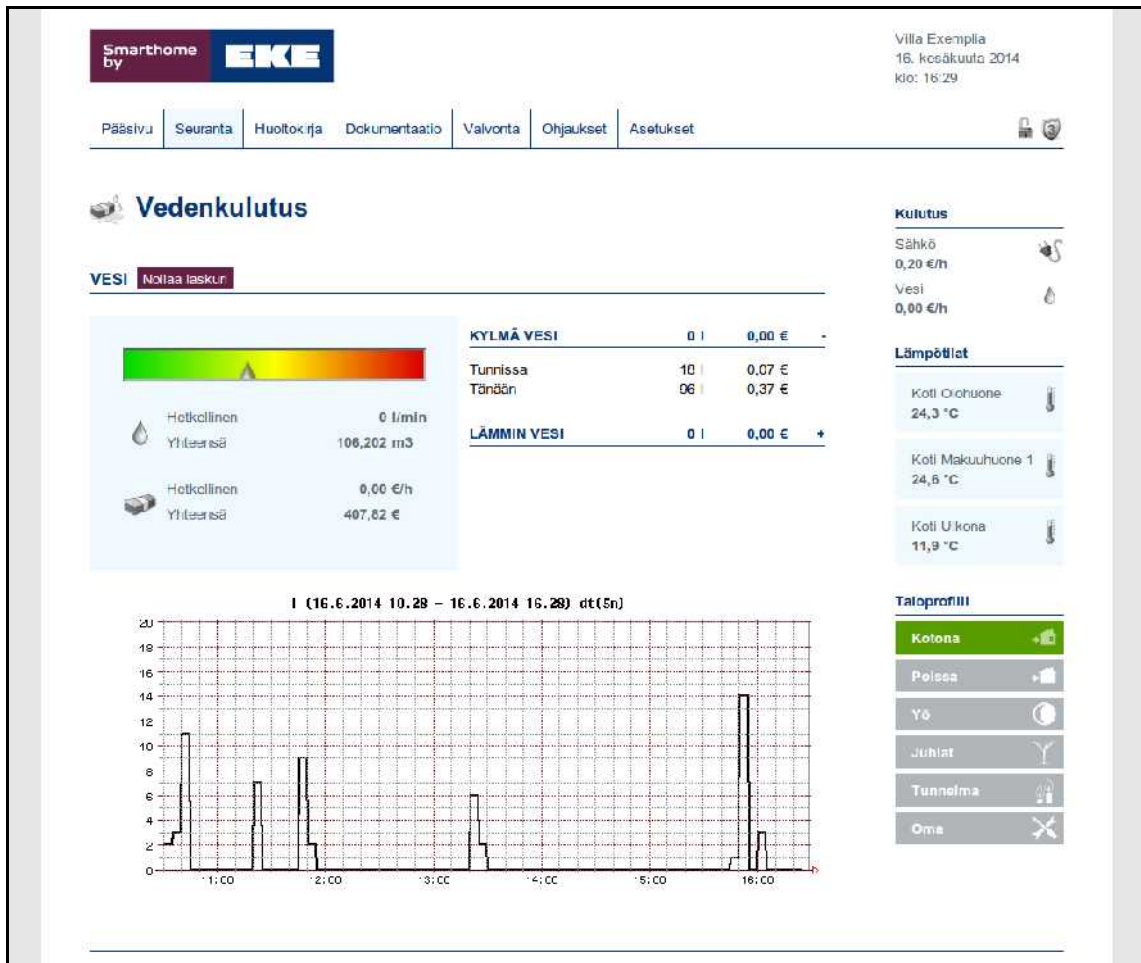 Smarthome
by
EKE
Villa Exemplia
16. kesäkuuta 2014
klo: 16:29
Pääsivu Seuranta Huoltokirja Dokumentaatio Valvonta Ohjaukset Asetukset
3
Vedenkulutus
VESI Nollaa laskuri
Hetkellinen 0 l/min
Yhteensä 106,202 m3
Hetkellinen 0,00 €/h
Yhteensä 407,82 €
KYLMÄ VESI 0 l 0,00 € -
Tunnissa 18 l 0,07 €
Tänään 96 l 0,37 €
LÄMMIN VESI 0 l 0,00 € +
l (16.6.2014 10.28 – 16.6.2014 16.28) dt(5n)
20
18
16
14
12
10
8
6
4
2
0
11:00 12:00 13:00 14:00 15:00 16:00
Kulutus
Sähkö
0,20 €/h
Vesi
0,00 €/h
Lämpötilat
Koti Olohuone
24,3 °C
Koti Makuuhuone 1
24,6 °C
Koti Ulkona
11,9 °C
Taloprofiili
Kotona
Poissa
Yö
Juhlat
Tunnelma
Oma